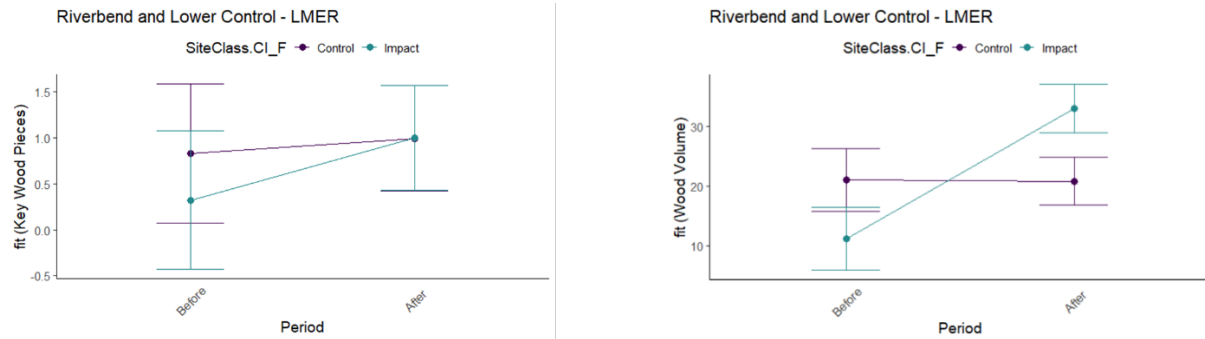 Riverbend and Lower Control - LMER
SiteClass.CI_F Control Impact
fit (Key Wood Pieces)
1.5
1.0
0.5
0.0
-0.5
Before
After
Period
Riverbend and Lower Control - LMER
SiteClass.CI_F Control Impact
fit (Wood Volume)
30
20
10
Before
After
Period